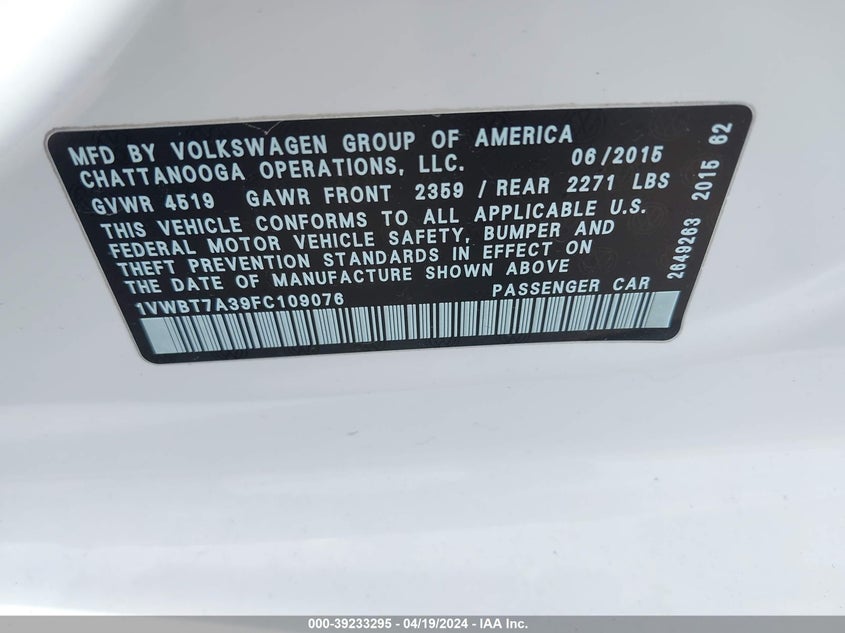 MFD BY VOLKSWAGEN GROUP OF AMERICA
CHATTANOOGA OPERATIONS, LLC. 06/2015
GVWR 4519 GAWR FRONT 2359 / REAR 2271 LBS
THIS VEHICLE CONFORMS TO ALL APPLICABLE U.S.
FEDERAL MOTOR VEHICLE SAFETY, BUMPER AND
THEFT PREVENTION STANDARDS IN EFFECT ON
THE DATE OF MANUFACTURE SHOWN ABOVE
1VWBT7A39FC109076 PASSENGER CAR
2649263 2015 62
000-39233295 - 04/19/2024 - IAA Inc.